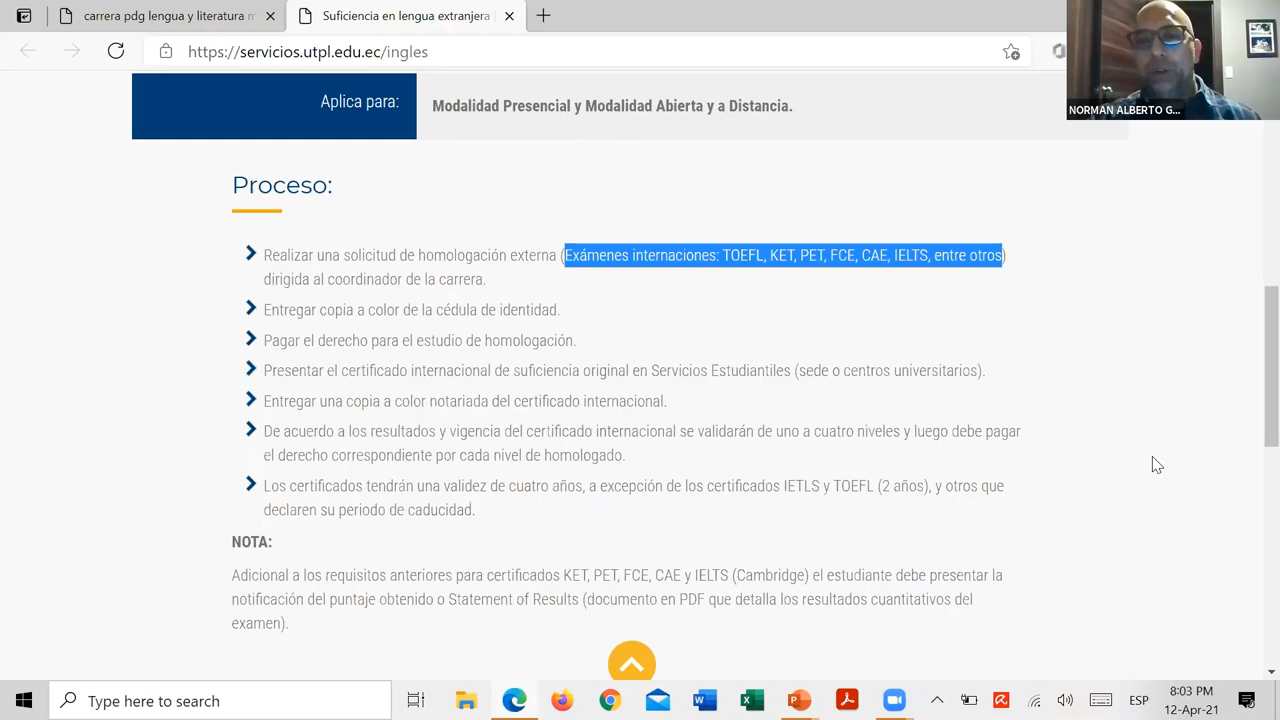 carrera pdg lengua y literatura m
Suficiencia en lengua extranjera
https://servicios.utpl.edu.ec/ingles
Aplica para:
Modalidad Presencial y Modalidad Abierta y a Distancia.
NORMAN ALBERTO G...
Proceso:
Realizar una solicitud de homologación externa (Exámenes internaciones: TOEFL, KET, PET, FCE, CAE, IELTS, entre otros)
dirigida al coordinador de la carrera.
Entregar copia a color de la cédula de identidad.
Pagar el derecho para el estudio de homologación.
Presentar el certificado internacional de suficiencia original en Servicios Estudiantiles (sede o centros universitarios).
Entregar una copia a color notariada del certificado internacional.
De acuerdo a los resultados y vigencia del certificado internacional se validarán de uno a cuatro niveles y luego debe pagar
el derecho correspondiente por cada nivel de homologado.
Los certificados tendrán una validez de cuatro años, a excepción de los certificados IETLS y TOEFL (2 años), y otros que
declaren su periodo de caducidad.
NOTA:
Adicional a los requisitos anteriores para certificados KET, PET, FCE, CAE y IELTS (Cambridge) el estudiante debe presentar la
notificación del puntaje obtenido o Statement of Results (documento en PDF que detalla los resultados cuantitativos del
examen).
Type here to search
ESP
8:03 PM
12-Apr-21